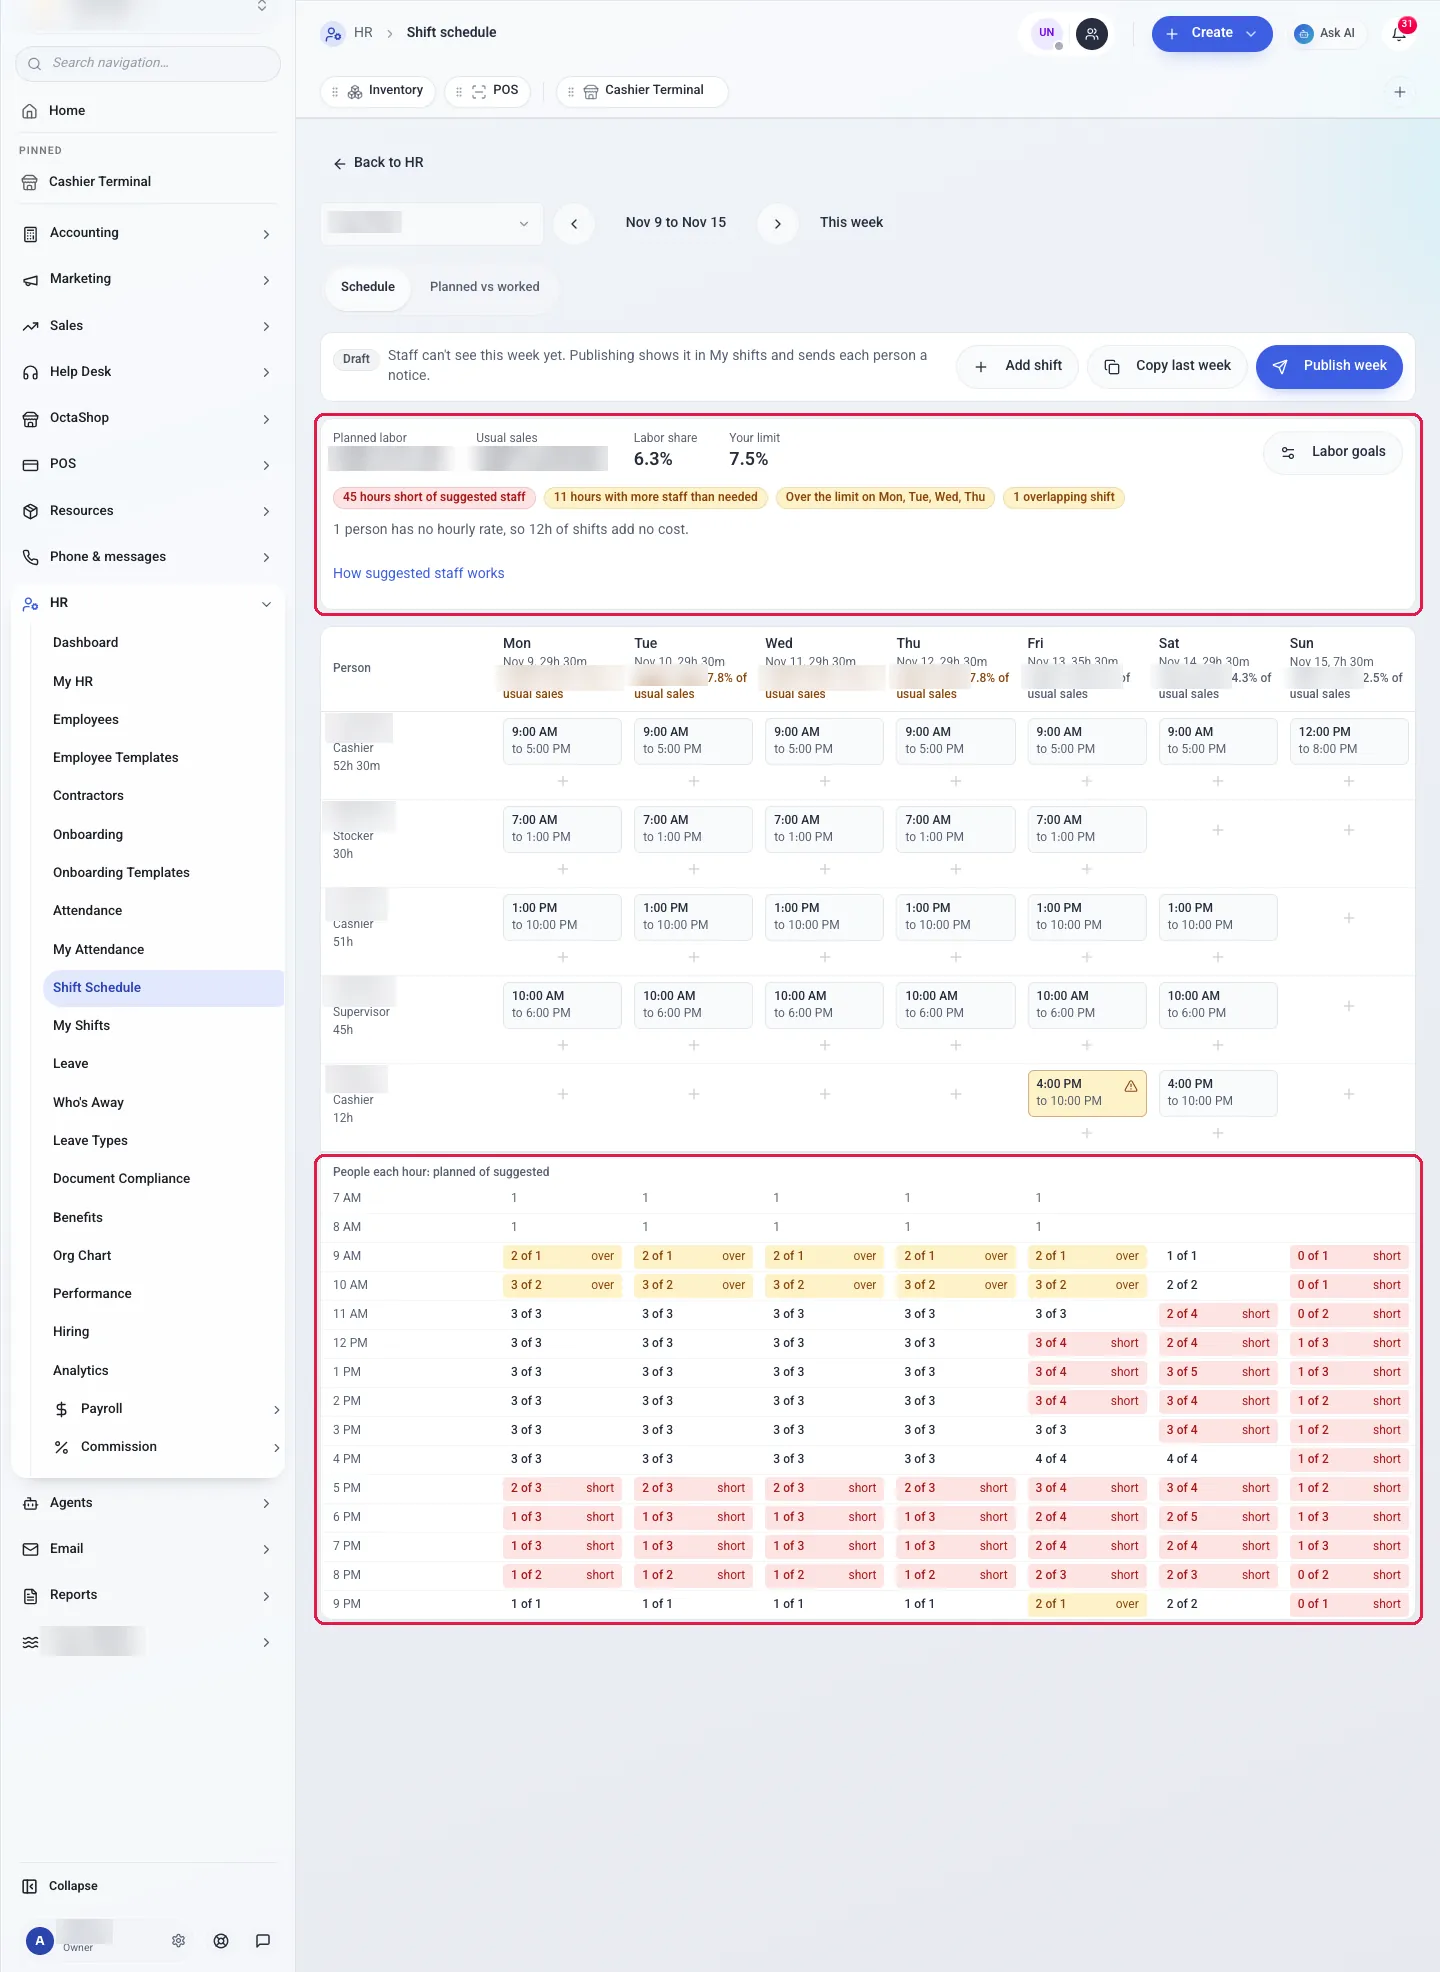 Search navigation...
Home
PINNED
Cashier Terminal
Accounting
Marketing
Sales
Help Desk
OctaShop
POS
Resources
Phone & messages
HR
Dashboard
My HR
Employees
Employee Templates
Contractors
Onboarding
Onboarding Templates
Attendance
My Attendance
Shift Schedule
My Shifts
Leave
Who's Away
Leave Types
Document Compliance
Benefits
Org Chart
Performance
Hiring
Analytics
Payroll
Commission
Agents
Email
Reports
Collapse
A
Owner
HR > Shift schedule
UN
Create
Ask AI
31
Inventory
POS
Cashier Terminal
Back to HR
Nov 9 to Nov 15
This week
Schedule
Planned vs worked
Draft
Staff can't see this week yet. Publishing shows it in My shifts and sends each person a
notice.
Add shift
Copy last week
Publish week
Planned labor Usual sales Labor share Your limit
6.3% 7.5%
Labor goals
45 hours short of suggested staff 11 hours with more staff than needed Over the limit on Mon, Tue, Wed, Thu 1 overlapping shift
1 person has no hourly rate, so 12h of shifts add no cost.
How suggested staff works
Person Mon Tue Wed Thu Fri Sat Sun
Nov 9, 29h 30m Nov 10, 29h 30m Nov 11, 29h 30m Nov 12, 29h 30m Nov 13, 35h 30m Nov 14, 29h 30m Nov 15, 7h 30m
7.8% of 7.8% of of 4.3% of 2.5% of
usual sales usual sales usual sales usual sales usual sales usual sales usual sales
Cashier
52h 30m
9:00 AM 9:00 AM 9:00 AM 9:00 AM 9:00 AM 9:00 AM 12:00 PM
to 5:00 PM to 5:00 PM to 5:00 PM to 5:00 PM to 5:00 PM to 5:00 PM to 8:00 PM
Stocker
30h
7:00 AM 7:00 AM 7:00 AM 7:00 AM 7:00 AM
to 1:00 PM to 1:00 PM to 1:00 PM to 1:00 PM to 1:00 PM
Cashier
51h
1:00 PM 1:00 PM 1:00 PM 1:00 PM 1:00 PM 1:00 PM
to 10:00 PM to 10:00 PM to 10:00 PM to 10:00 PM to 10:00 PM to 10:00 PM
Supervisor
45h
10:00 AM 10:00 AM 10:00 AM 10:00 AM 10:00 AM 10:00 AM
to 6:00 PM to 6:00 PM to 6:00 PM to 6:00 PM to 6:00 PM to 6:00 PM
Cashier
12h
4:00 PM 4:00 PM
to 10:00 PM to 10:00 PM
People each hour: planned of suggested
7 AM 1 1 1 1 1
8 AM 1 1 1 1 1
9 AM 2 of 1 over 2 of 1 over 2 of 1 over 2 of 1 over 2 of 1 over 1 of 1 0 of 1 short
10 AM 3 of 2 over 3 of 2 over 3 of 2 over 3 of 2 over 3 of 2 over 2 of 2 0 of 1 short
11 AM 3 of 3 3 of 3 3 of 3 3 of 3 3 of 3 2 of 4 short 0 of 2 short
12 PM 3 of 3 3 of 3 3 of 3 3 of 3 3 of 4 short 2 of 4 short 1 of 3 short
1 PM 3 of 3 3 of 3 3 of 3 3 of 3 3 of 4 short 3 of 5 short 1 of 3 short
2 PM 3 of 3 3 of 3 3 of 3 3 of 3 3 of 4 short 3 of 4 short 1 of 2 short
3 PM 3 of 3 3 of 3 3 of 3 3 of 3 3 of 3 3 of 4 short 1 of 2 short
4 PM 3 of 3 3 of 3 3 of 3 3 of 3 4 of 4 4 of 4 1 of 2 short
5 PM 2 of 3 short 2 of 3 short 2 of 3 short 2 of 3 short 3 of 4 short 3 of 4 short 1 of 2 short
6 PM 1 of 3 short 1 of 3 short 1 of 3 short 1 of 3 short 2 of 4 short 2 of 5 short 1 of 3 short
7 PM 1 of 3 short 1 of 3 short 1 of 3 short 1 of 3 short 2 of 4 short 2 of 4 short 1 of 3 short
8 PM 1 of 2 short 1 of 2 short 1 of 2 short 1 of 2 short 2 of 3 short 2 of 3 short 0 of 2 short
9 PM 1 of 1 1 of 1 1 of 1 1 of 1 2 of 1 over 2 of 2 0 of 1 short